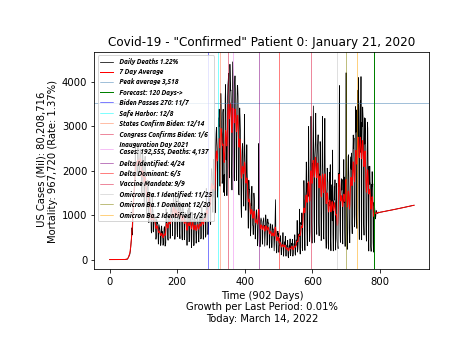 Covid-19 - "Confirmed" Patient 0: January 21, 2020
US Cases (Mil): 80,208,716
Mortality: 967,720 (Rate: 1.37%)
4000
3000
2000
1000
0
Daily Deaths 1.22%
7 Day Average
Peak average 3,518
Forecast: 120 Days->
Biden Passes 270: 11/7
Safe Harbor: 12/8
States Confirm Biden: 12/14
Congress Confirms Biden: 1/6
Inauguration Day 2021
Cases: 192,555, Deaths: 4,137
Delta Identified: 4/24
Delta Dominant: 6/5
Vaccine Mandate: 9/9
Omicron Ba.1 Identified: 11/25
Omicron Ba.1 Dominant 12/20
Omicron Ba.2 Identified 1/21
0 200 400 600 800
Time (902 Days)
Growth per Last Period: 0.01%
Today: March 14, 2022